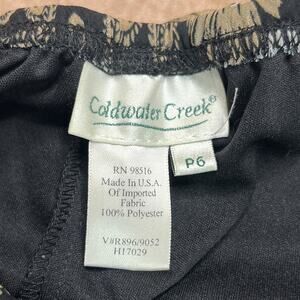 Coldwater Creek®
P6
RN 98516
Made In U.S.A.
Of Imported
Fabric
100% Polyester
V#R896/9052
H17029